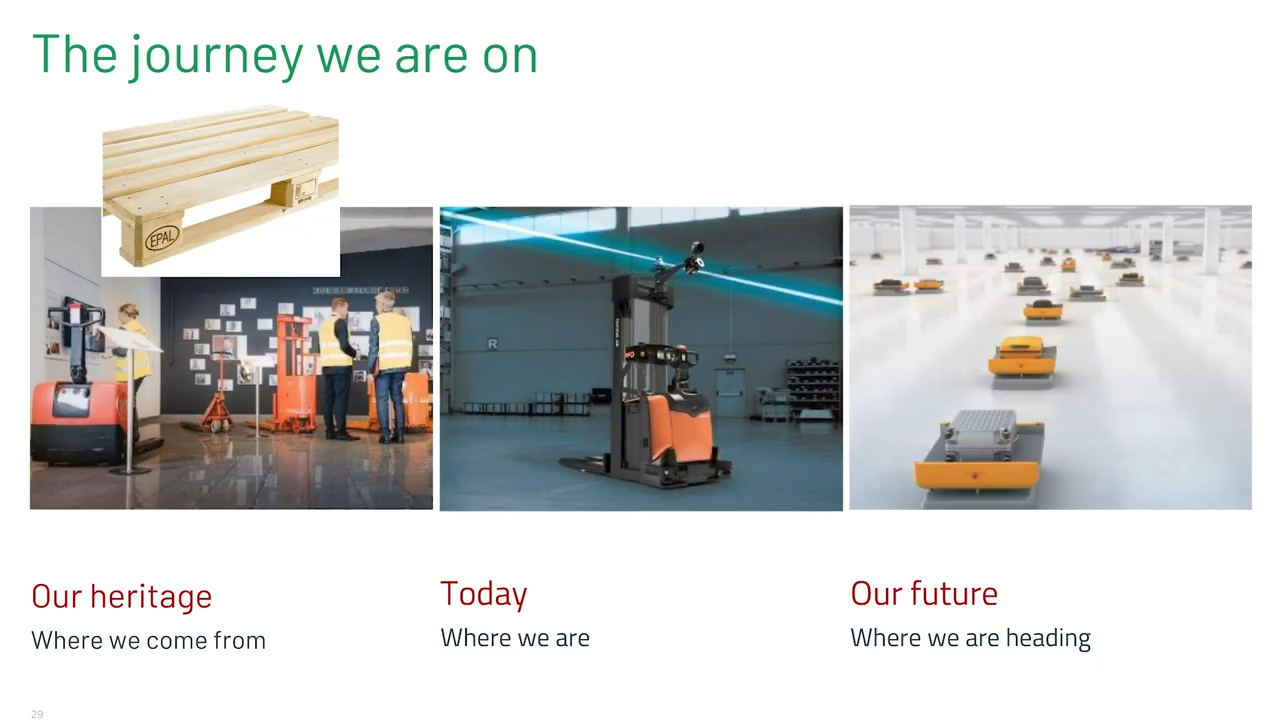 The journey we are on
EPAL
R
Our heritage
Where we come from
Today
Where we are
Our future
Where we are heading
29